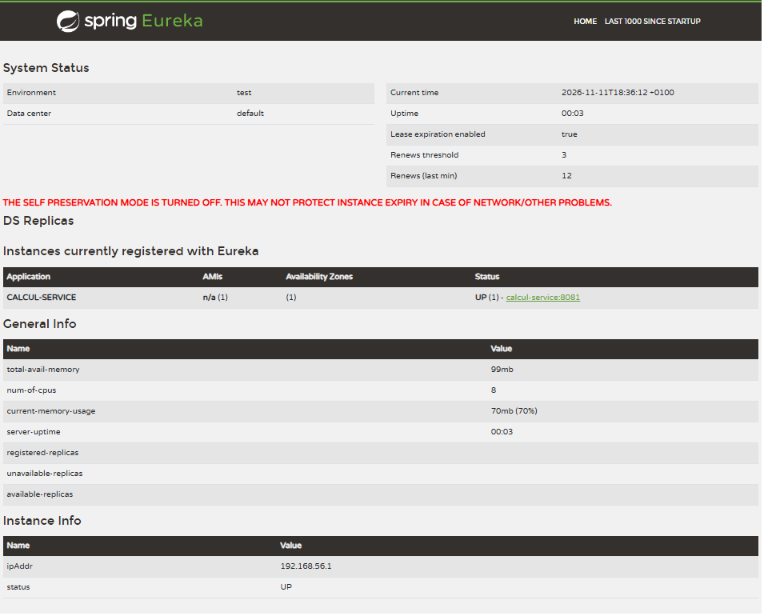 spring Eureka
HOME LAST 1000 SINCE STARTUP
System Status
Environment test
Data center default
Current time 2026-11-11T18:36:12 +0100
Uptime 00:03
Lease expiration enabled true
Renews threshold 3
Renews (last min) 12
THE SELF PRESERVATION MODE IS TURNED OFF. THIS MAY NOT PROTECT INSTANCE EXPIRY IN CASE OF NETWORK/OTHER PROBLEMS.
DS Replicas
Instances currently registered with Eureka
Application AMIs Availability Zones Status
CALCUL-SERVICE n/a (1) (1) UP (1) - calcul-service:8081
General Info
Name Value
total-avail-memory 99mb
num-of-cpus 8
current-memory-usage 70mb (70%)
server-uptime 00:03
registered-replicas
unavailable-replicas
available-replicas
Instance Info
Name Value
ipAddr 192.168.56.1
status UP